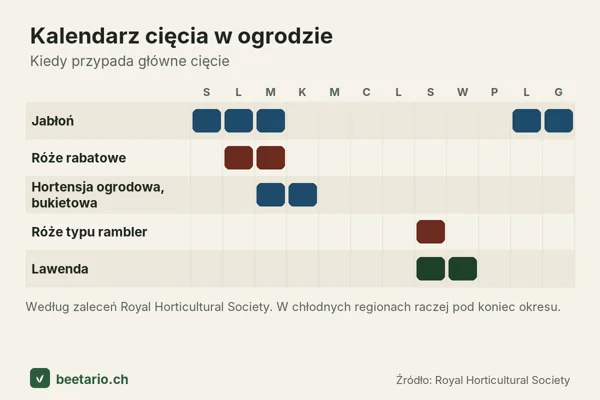 Kalendarz cięcia w ogrodzie
Kiedy przypada główne cięcie
S L M K M C L S W P L G
Jabłoń
Róże rabatowe
Hortensja ogrodowa,
bukietowa
Róże typu rambler
Lawenda
Według zaleceń Royal Horticultural Society. W chłodnych regionach raczej pod koniec okresu.
beetario.ch
Źródło: Royal Horticultural Society